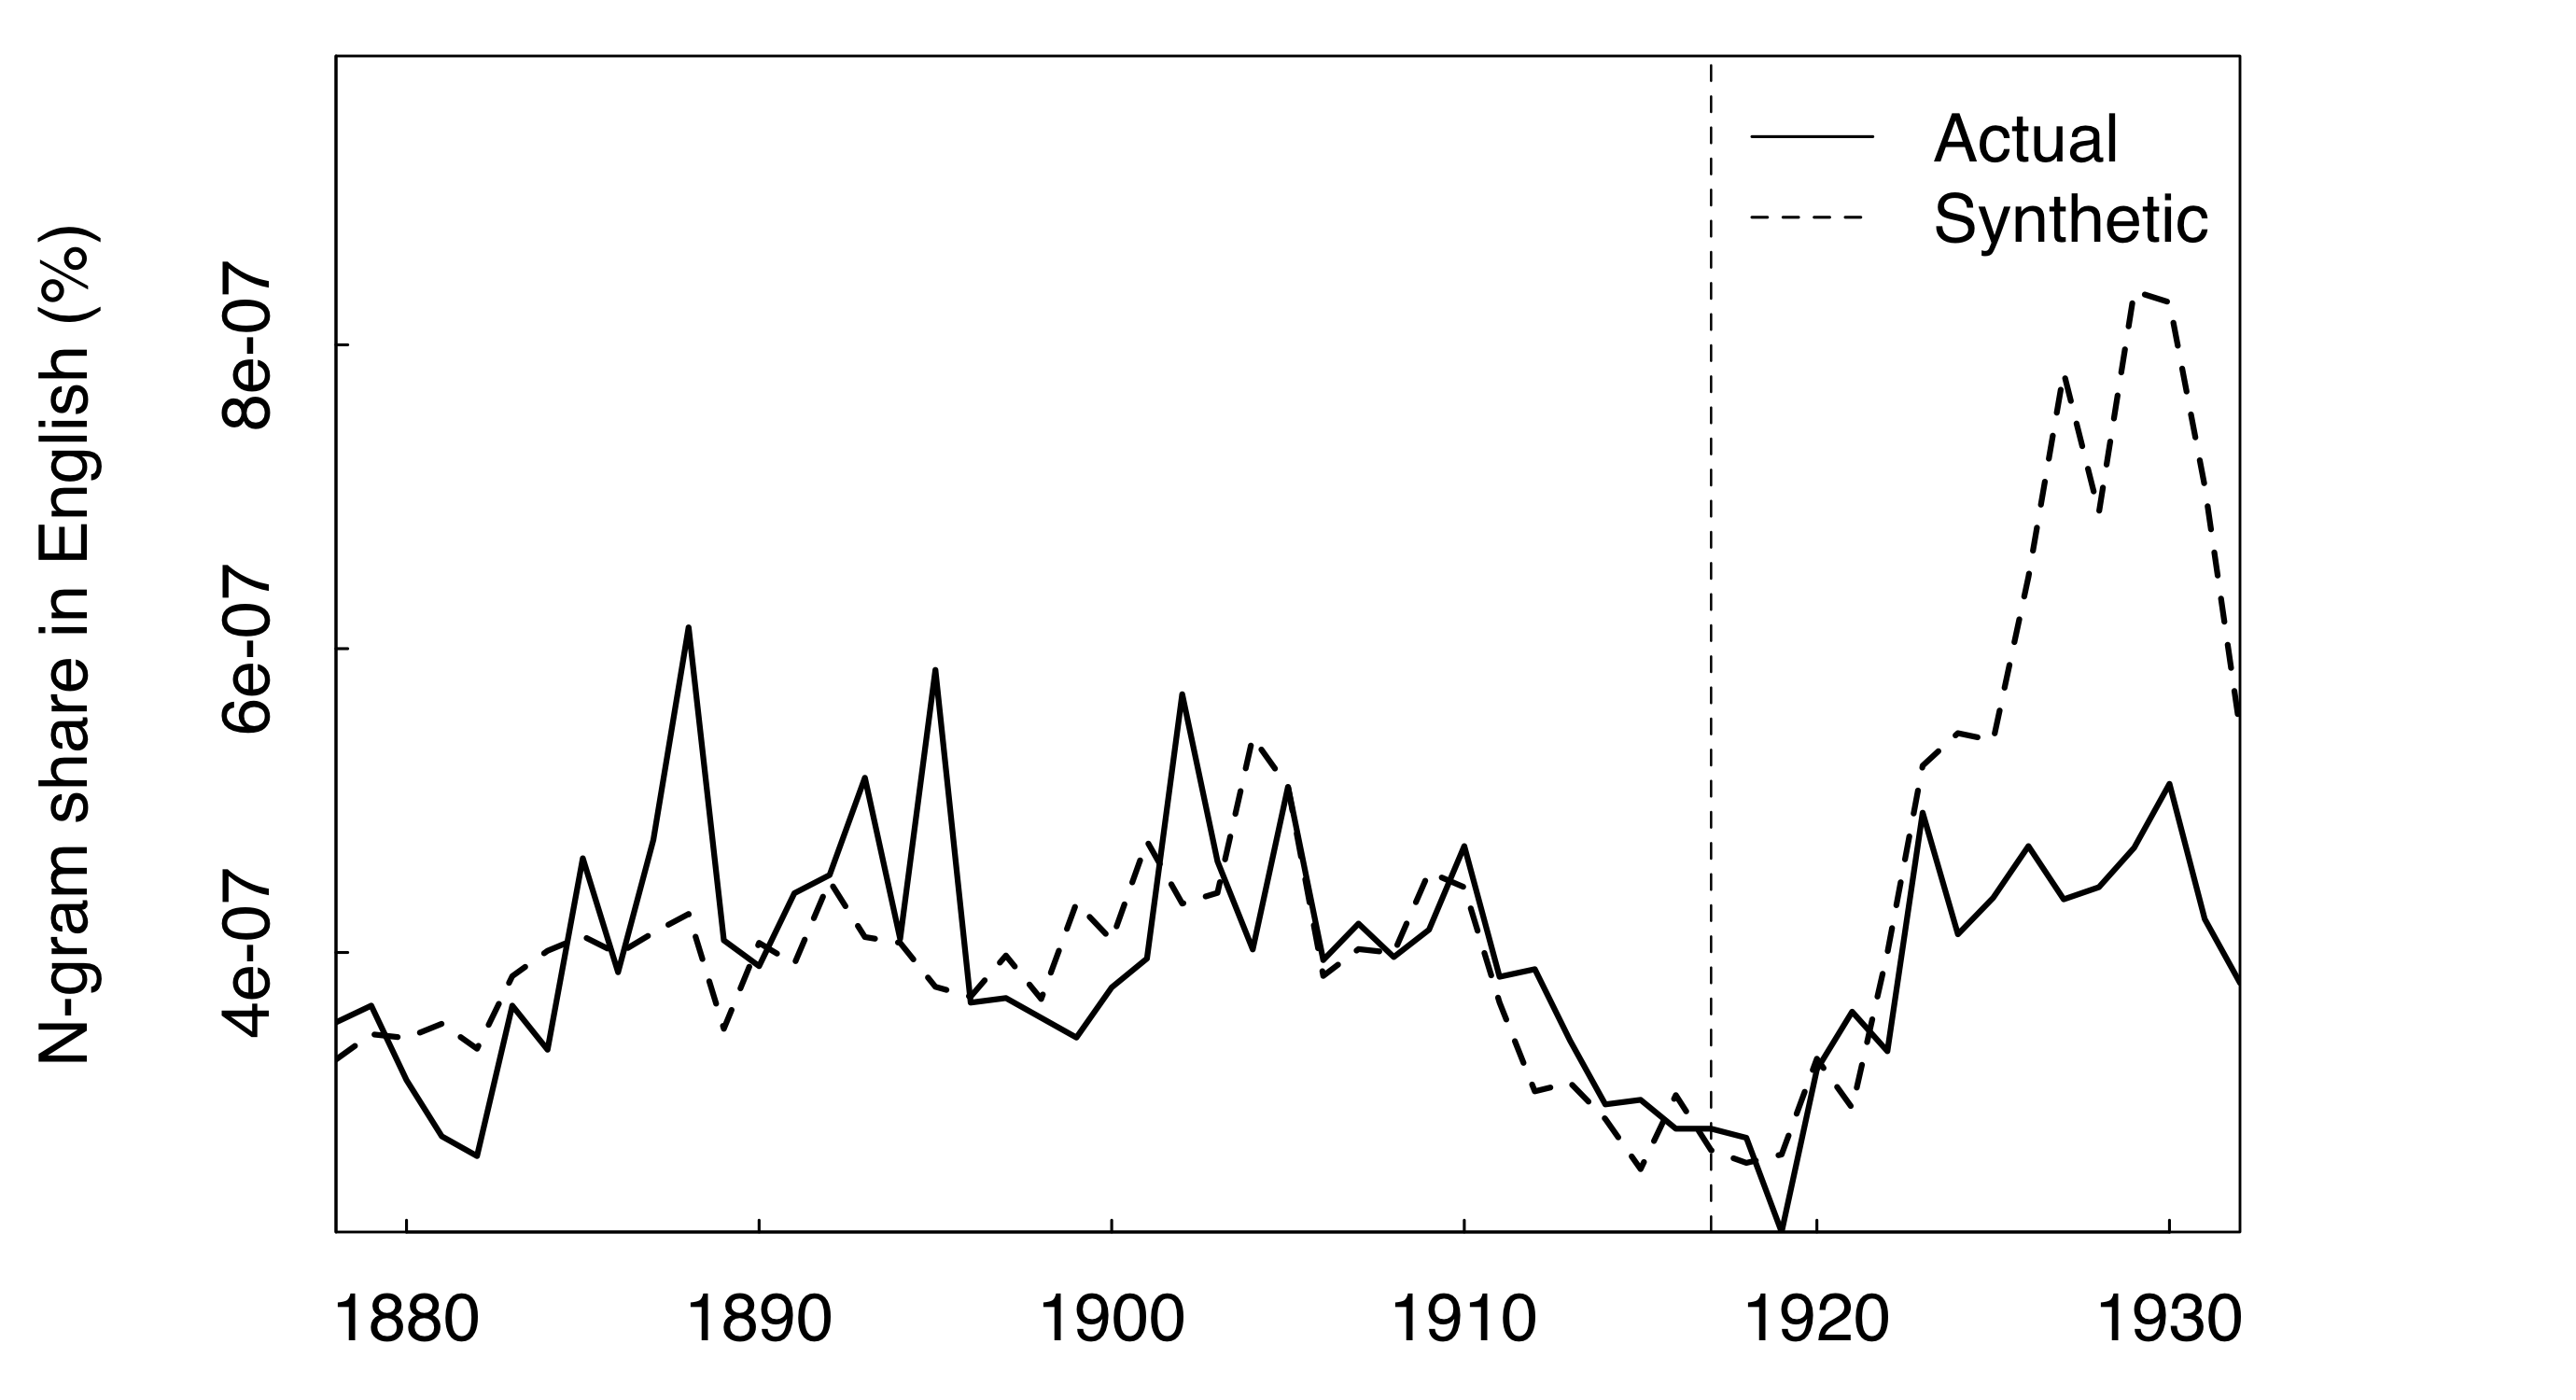 Actual
Synthetic
N-gram share in English (%)
8e-07
6e-07
4e-07
1880 1890 1900 1910 1920 1930